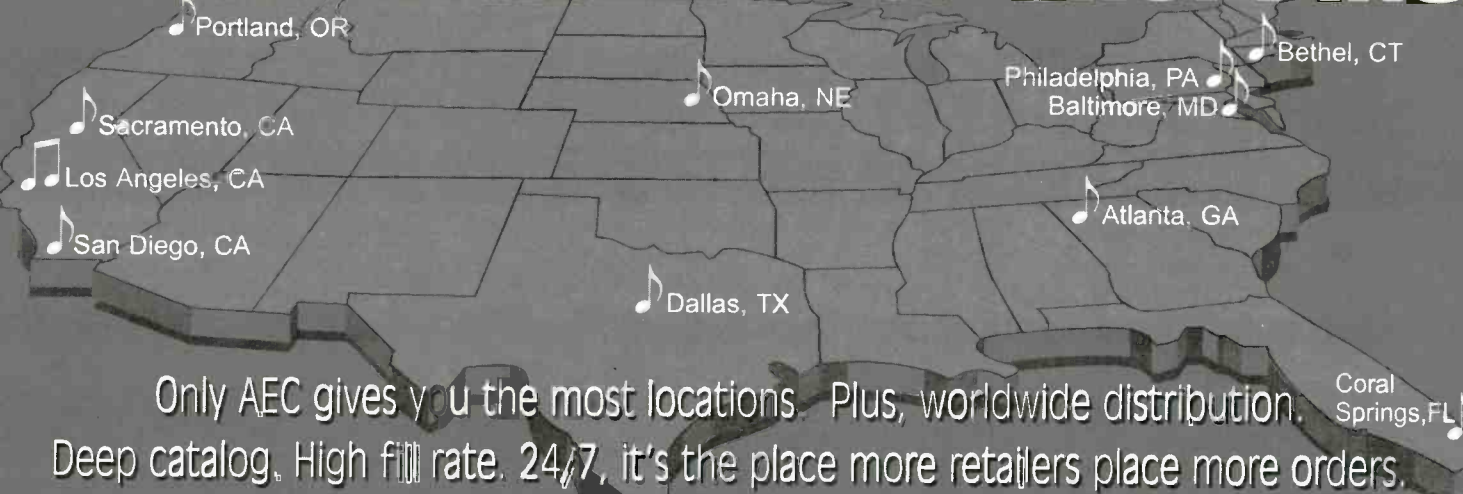 Portland, OR
Bethel, CT
Philadelphia, PA
Omaha, NE
Baltimore, MD
Sacramento, CA
Los Angeles, CA
Atlanta, GA
San Diego, CA
Dallas, TX
Coral
Springs, FL
Only AEC gives you the most locations. Plus, worldwide distribution.
Deep catalog. High fill rate. 24/7, it's the place more retailers place more orders.